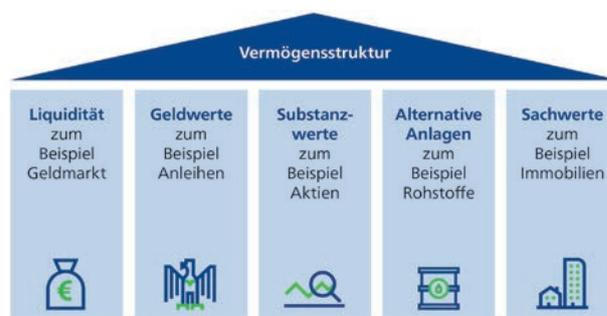 Vermögensstruktur
Liquidität
zum
Beispiel
Geldmarkt
Geldwerte
zum
Beispiel
Anleihen
Substanz-
werte
zum
Beispiel
Aktien
Alternative
Anlagen
zum
Beispiel
Rohstoffe
Sachwerte
zum
Beispiel
Immobilien
€